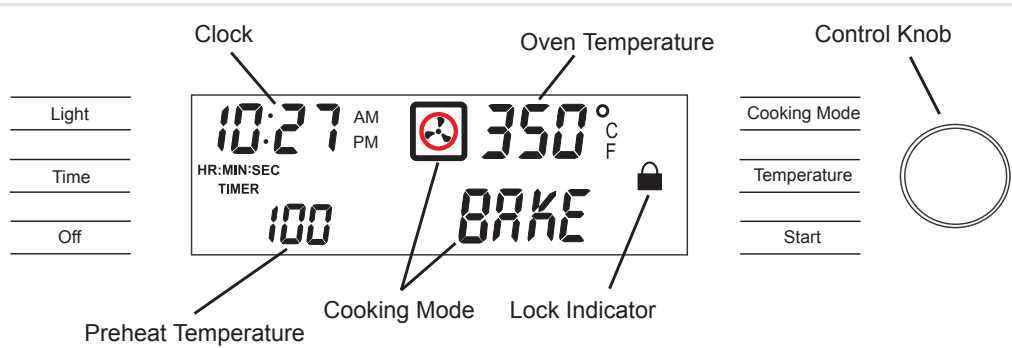 Clock
Oven Temperature
Control Knob
Light
Time
Off
10:27 AM
PM
HR:MIN:SEC
TIMER
100
350° C
F
BAKE
Cooking Mode
Temperature
Start
Cooking Mode
Lock Indicator
Preheat Temperature